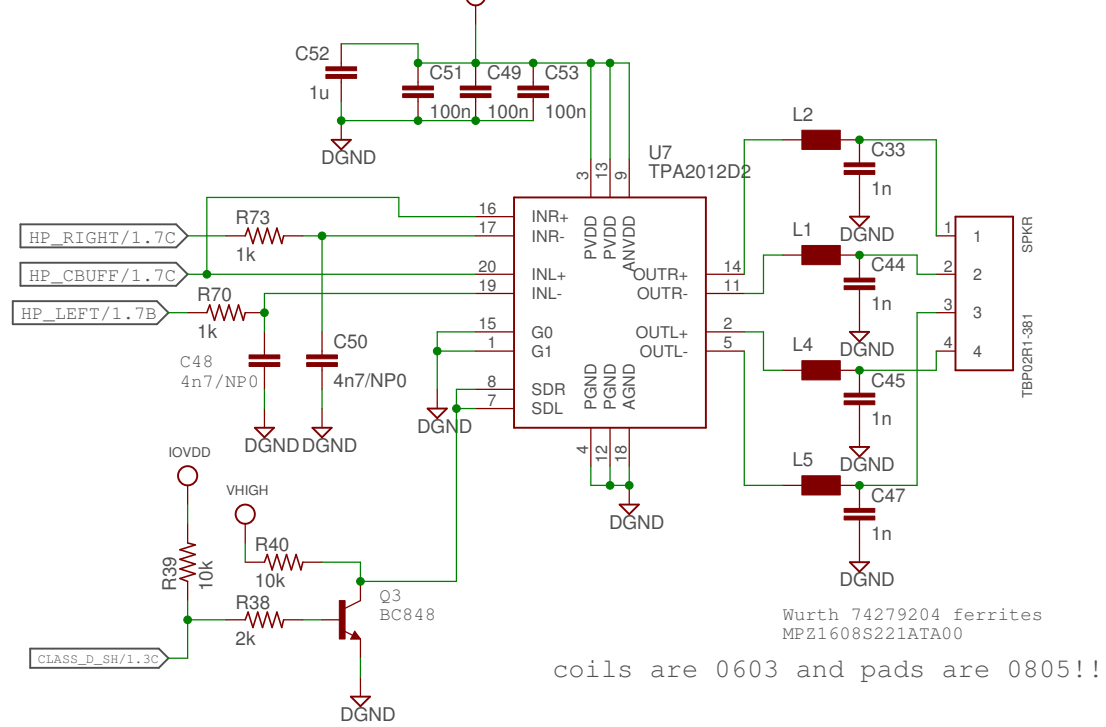 C52
1u
C51
100n
C49
100n
C53
100n
DGND
L2
C33
1n
DGND
U7
TPA2012D2
3
13
9
PVDD
PVDD
ANVDD
HP_RIGHT/1.7C
R73
1k
16
INR+
17
INR-
HP_CBUFF/1.7C
20
INL+
19
INL-
HP_LEFT/1.7B
R70
1k
15
G0
1
G1
8
SDR
7
SDL
OUTR+
14
OUTR-
11
OUTL+
2
OUTL-
5
PGND
PGND
AGND
4
12
18
DGND
L1
C44
1n
DGND
L4
C45
1n
DGND
L5
C47
1n
DGND
1
1
2
2
3
3
4
4
SPKR
TBP02R1-381
C48
4n7/NP0
C50
4n7/NP0
DGND
DGND
DGND
IOVDD
VHIGH
R39
10k
R40
10k
R38
2k
Q3
BC848
CLASS_D_SH/1.3C
DGND
Wurth 74279204 ferrites
MPZ1608S221ATA00
coils are 0603 and pads are 0805!!